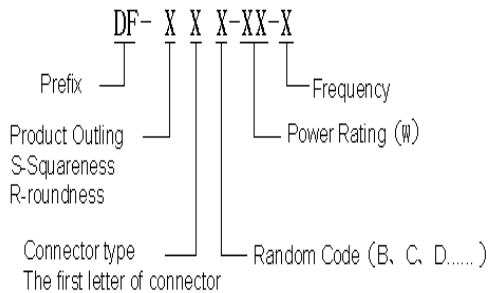 DF- X X X-XX-X
Prefix
Frequency
Product Outling
S-Squareness
R-roundness
Power Rating (W)
Connector type
The first letter of connector
Random Code (B、C、D......)